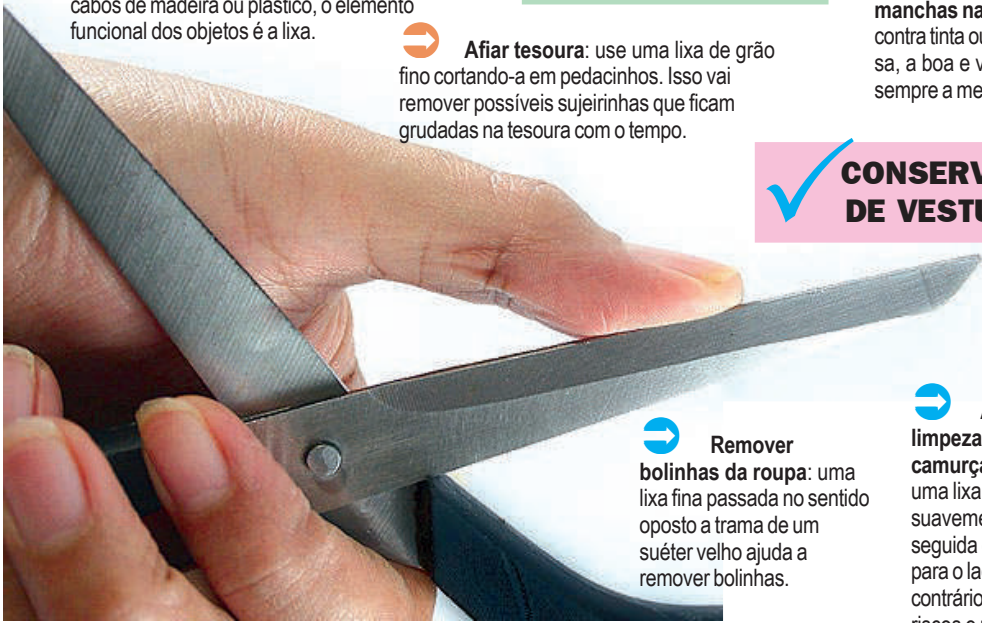 cabos de madeira ou plástico, o elemento
funcional dos objetos é a lixa.
Afiar tesoura: use uma lixa de grão
fino cortando-a em pedacinhos. Isso vai
remover possíveis sujeirinhas que ficam
grudadas na tesoura com o tempo.
manchas na
contra tinta ou
sa, a boa e v
sempre a me
CONSERV
DE VESTU
Remover
bolinhas da roupa: uma
lixa fina passada no sentido
oposto a trama de um
suéter velho ajuda a
remover bolinhas.
limpeza
camurça
uma lixa
suaveme
seguida
para o la
contrário